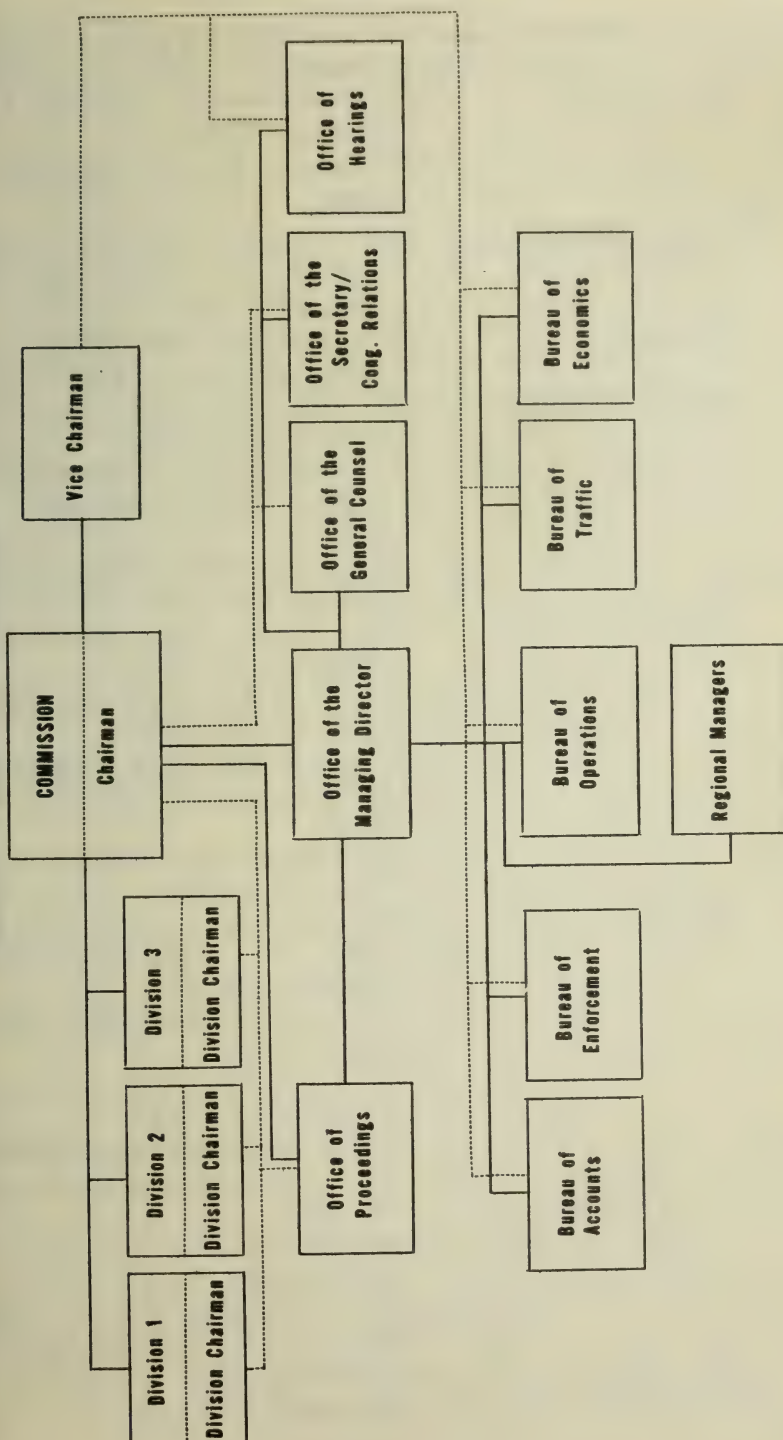 COMMISSION
Chairman
Vice Chairman
Division 1
Division Chairman
Division 2
Division Chairman
Division 3
Division Chairman
Office of
Proceedings
Office of the
Managing Director
Office of the
General Counsel
Office of the
Secretary/
Cong. Relations
Office of
Hearings
Bureau of
Accounts
Bureau of
Enforcement
Bureau of
Operations
Bureau of
Traffic
Bureau of
Economics
Regional Managers